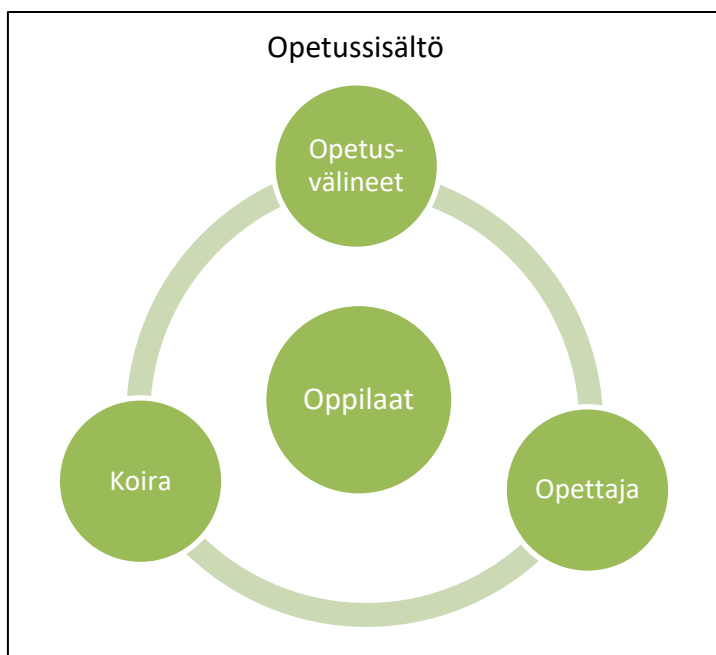 Opetussisältö
Opetus-
välineet
Oppilaat
Koira
Opettaja